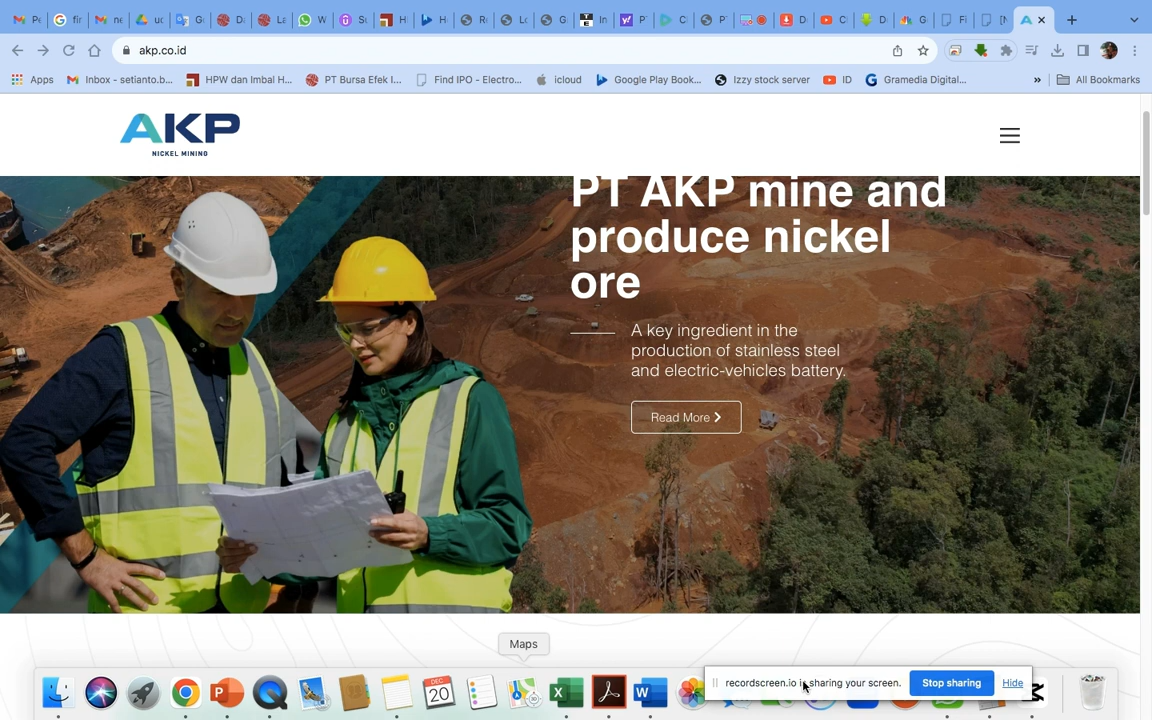 akp.co.id
Apps
Inbox - setianto.b...
HPW dan Imbal H...
PT Bursa Efek I...
Find IPO - Electro...
icloud
Google Play Book...
Izzy stock server
ID
Gramedia Digital...
»
All Bookmarks
AKP
NICKEL MINING
PT AKP mine and
produce nickel
ore
A key ingredient in the
production of stainless steel
and electric-vehicles battery.
Read More
Maps
DEC
20
recordscreen.io is sharing your screen.
Stop sharing
Hide